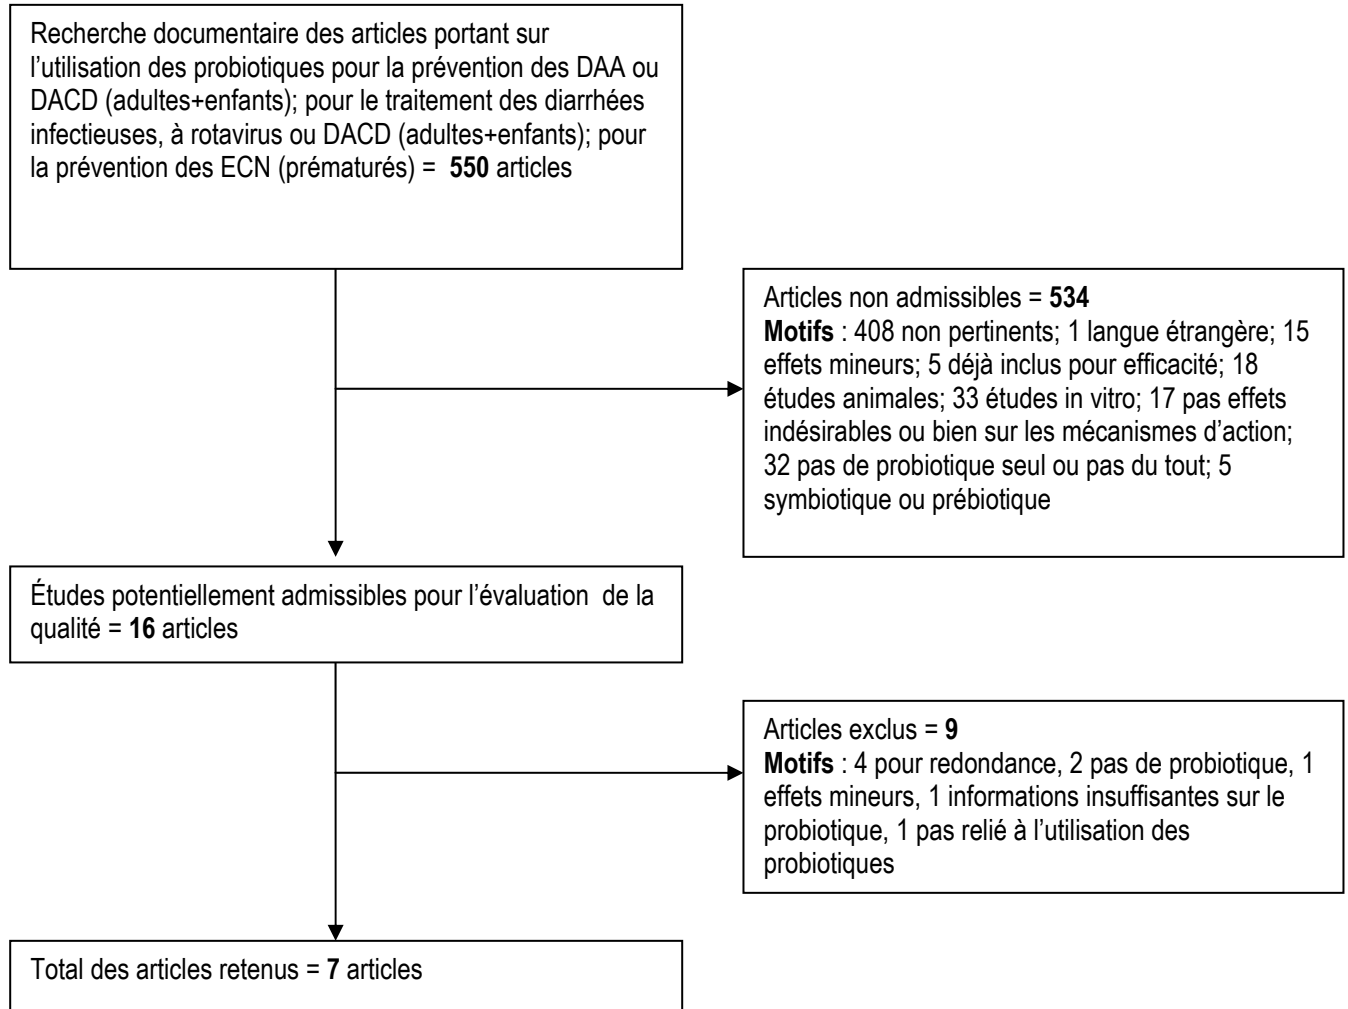 Recherche documentaire des articles portant sur
l’utilisation des probiotiques pour la prévention des DAA ou
DACD (adultes+enfants); pour le traitement des diarrhées
infectieuses, à rotavirus ou DACD (adultes+enfants); pour
la prévention des ECN (prématurés) = 550 articles
Articles non admissibles = 534
Motifs : 408 non pertinents; 1 langue étrangère; 15
effets mineurs; 5 déjà inclus pour efficacité; 18
études animales; 33 études in vitro; 17 pas effets
indésirables ou bien sur les mécanismes d’action;
32 pas de probiotique seul ou pas du tout; 5
symbiotique ou prébiotique
Études potentiellement admissibles pour l’évaluation de la
qualité = 16 articles
Articles exclus = 9
Motifs : 4 pour redondance, 2 pas de probiotique, 1
effets mineurs, 1 informations insuffisantes sur le
probiotique, 1 pas relié à l’utilisation des
probiotiques
Total des articles retenus = 7 articles